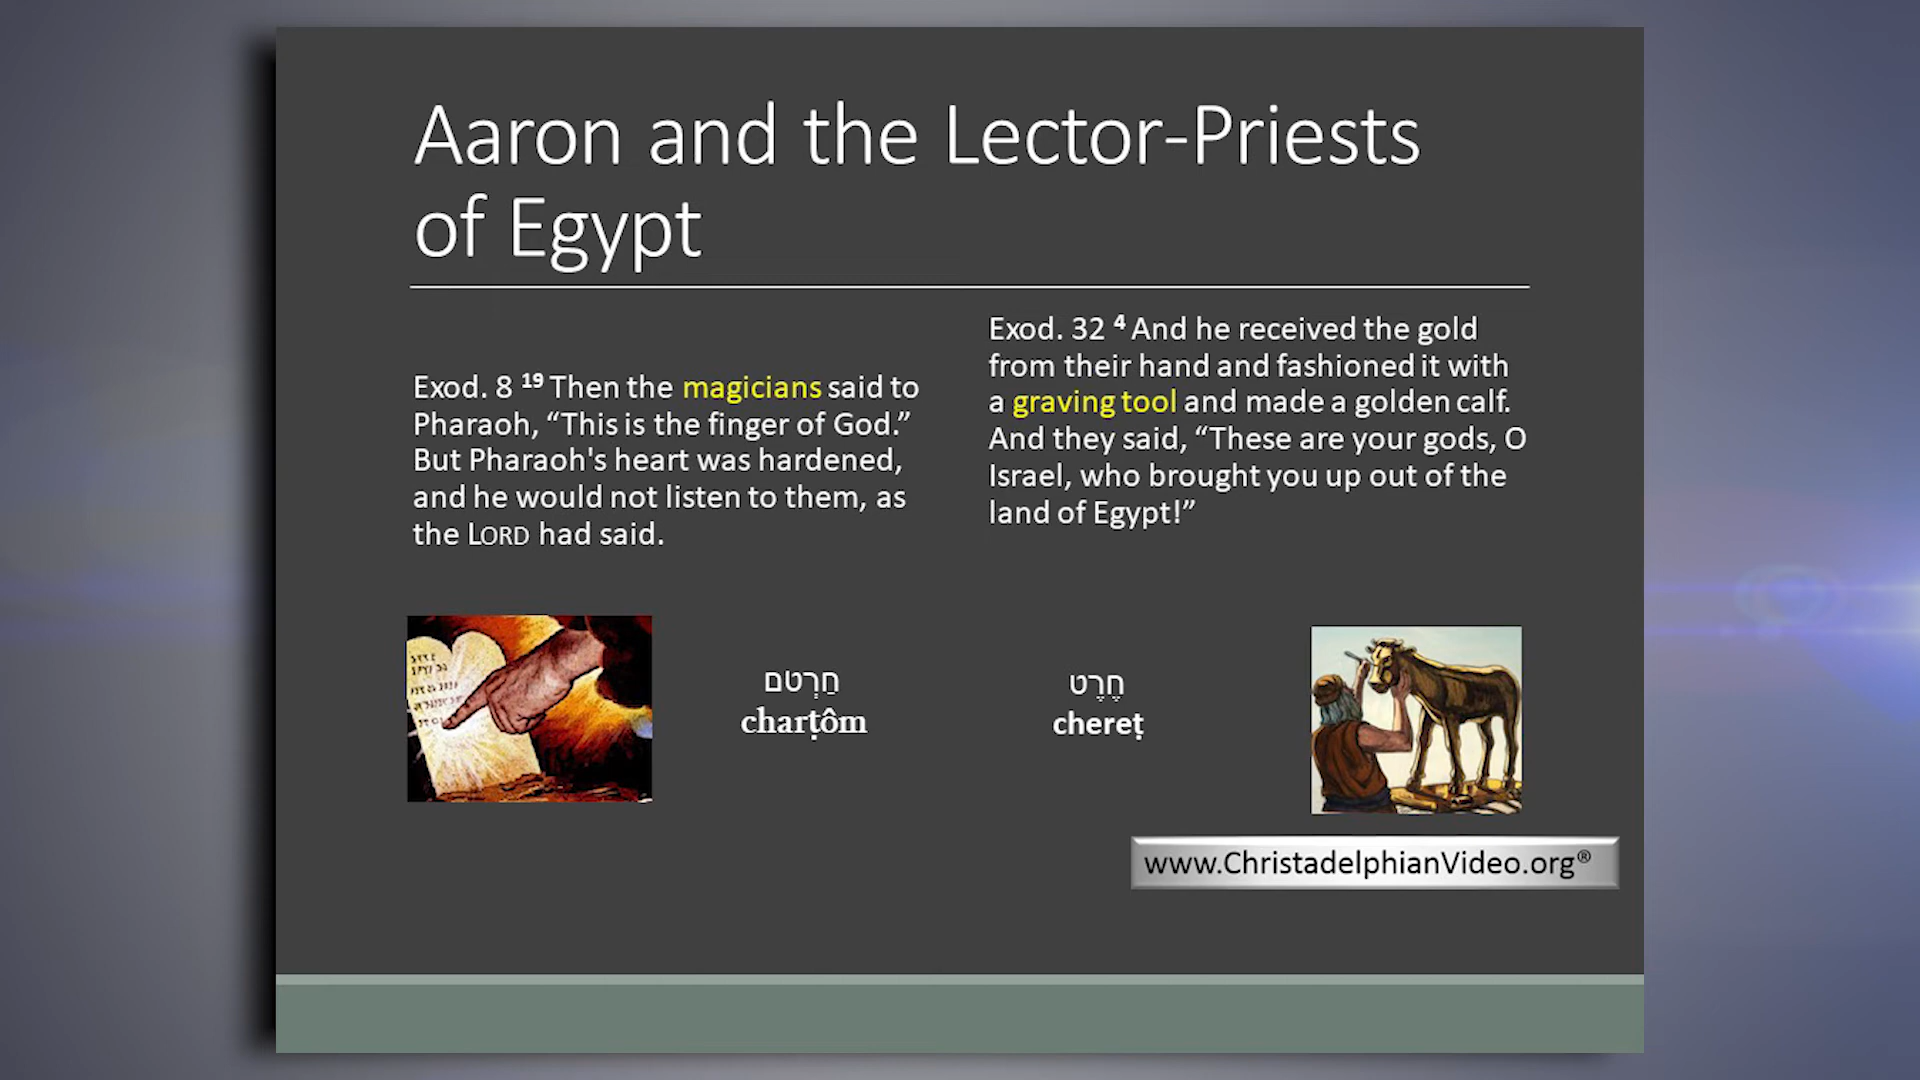 Aaron and the Lector-Priests
of Egypt
Exod. 8 19 Then the magicians said to
Pharaoh, “This is the finger of God.”
But Pharaoh's heart was hardened,
and he would not listen to them, as
the LORD had said.
Exod. 32 4 And he received the gold
from their hand and fashioned it with
a graving tool and made a golden calf.
And they said, “These are your gods, O
Israel, who brought you up out of the
land of Egypt!”
חַרְטֹם
charṭôm
חֶרֶט
chereṭ
www.ChristadelphianVideo.org®